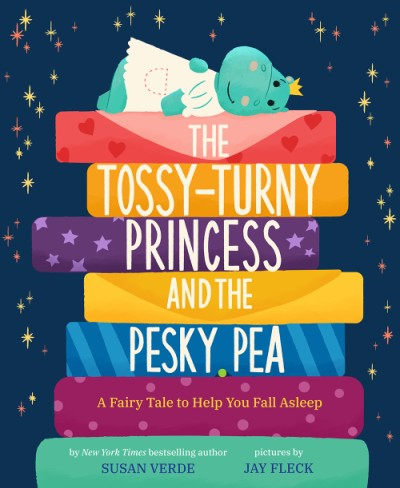 THE
TOSSY-TURNY
PRINCESS
AND THE
PESKY PEA
A Fairy Tale to Help You Fall Asleep
by New York Times bestselling author
SUSAN VERDE
pictures by
JAY FLECK